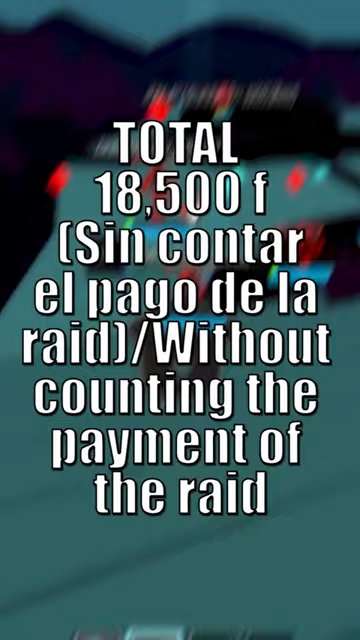 TOTAL
18,500 f
(Sin contar
el pago de la
raid)/Without
counting the
payment of
the raid